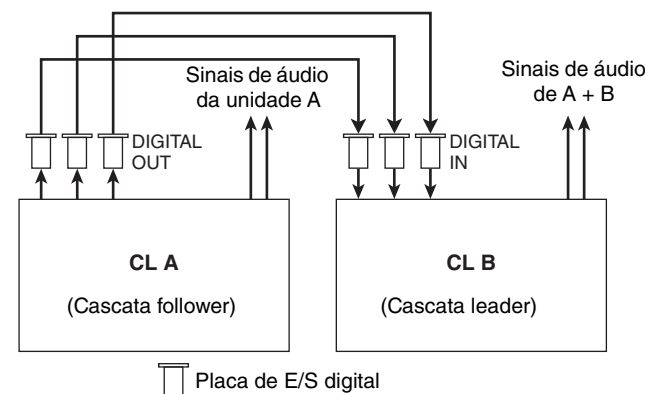 Sinais de áudio
da unidade A
Sinais de áudio
de A + B
DIGITAL
OUT
DIGITAL
IN
CL A
(Cascata follower)
CL B
(Cascata leader)
Placa de E/S digital